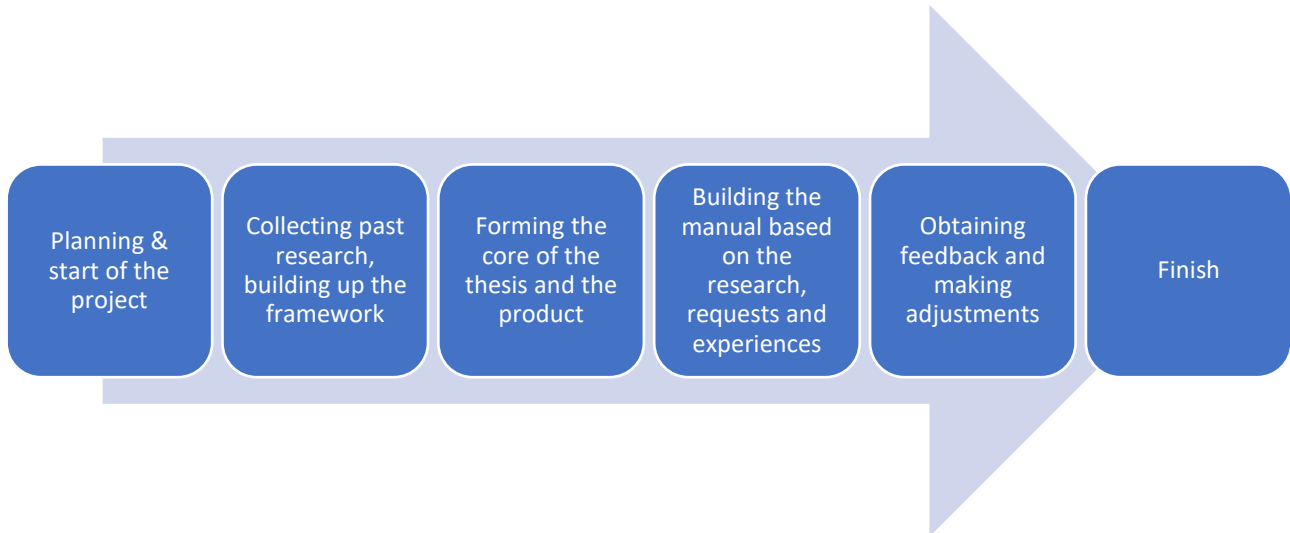 Planning &
start of the
project
Collecting past
research,
building up the
framework
Forming the
core of the
thesis and the
product
Building the
manual based
on the
research,
requests and
experiences
Obtaining
feedback and
making
adjustments
Finish